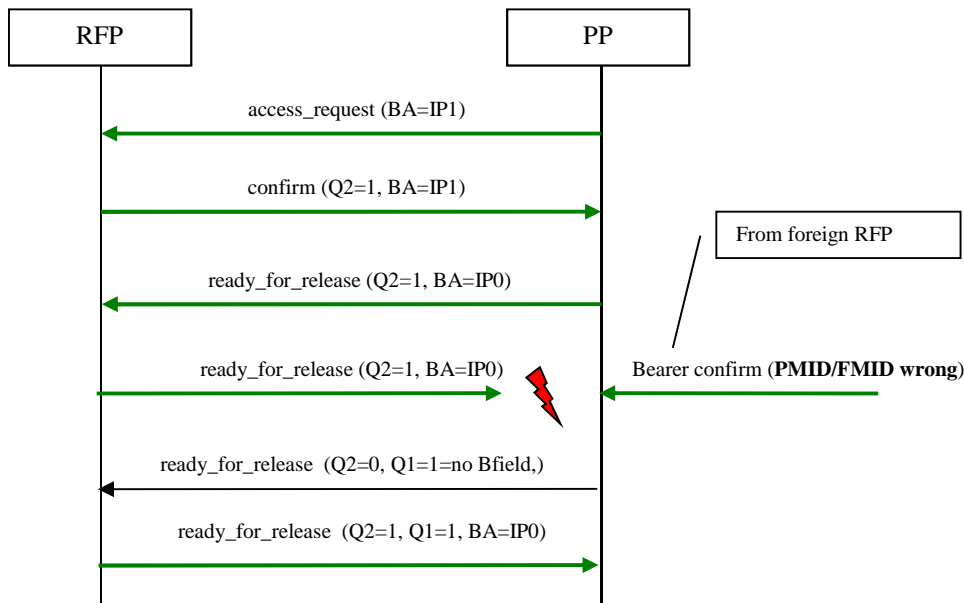 RFP
PP
access_request (BA=IP1)
confirm (Q2=1, BA=IP1)
From foreign RFP
ready_for_release (Q2=1, BA=IP0)
ready_for_release (Q2=1, BA=IP0)
Bearer confirm (PMID/FMID wrong)
ready_for_release (Q2=0, Q1=1=no Bfield,)
ready_for_release (Q2=1, Q1=1, BA=IP0)